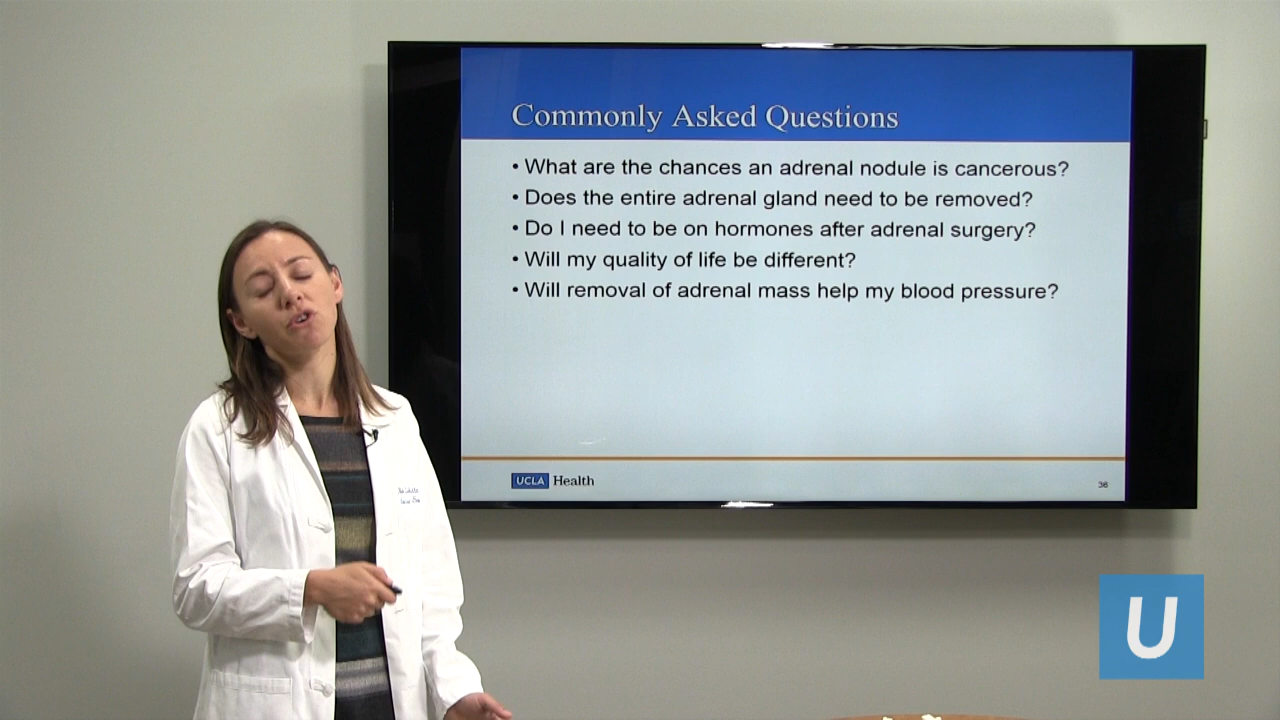 Commonly Asked Questions
• What are the chances an adrenal nodule is cancerous?
• Does the entire adrenal gland need to be removed?
• Do I need to be on hormones after adrenal surgery?
• Will my quality of life be different?
• Will removal of adrenal mass help my blood pressure?
UCLA Health
36
U